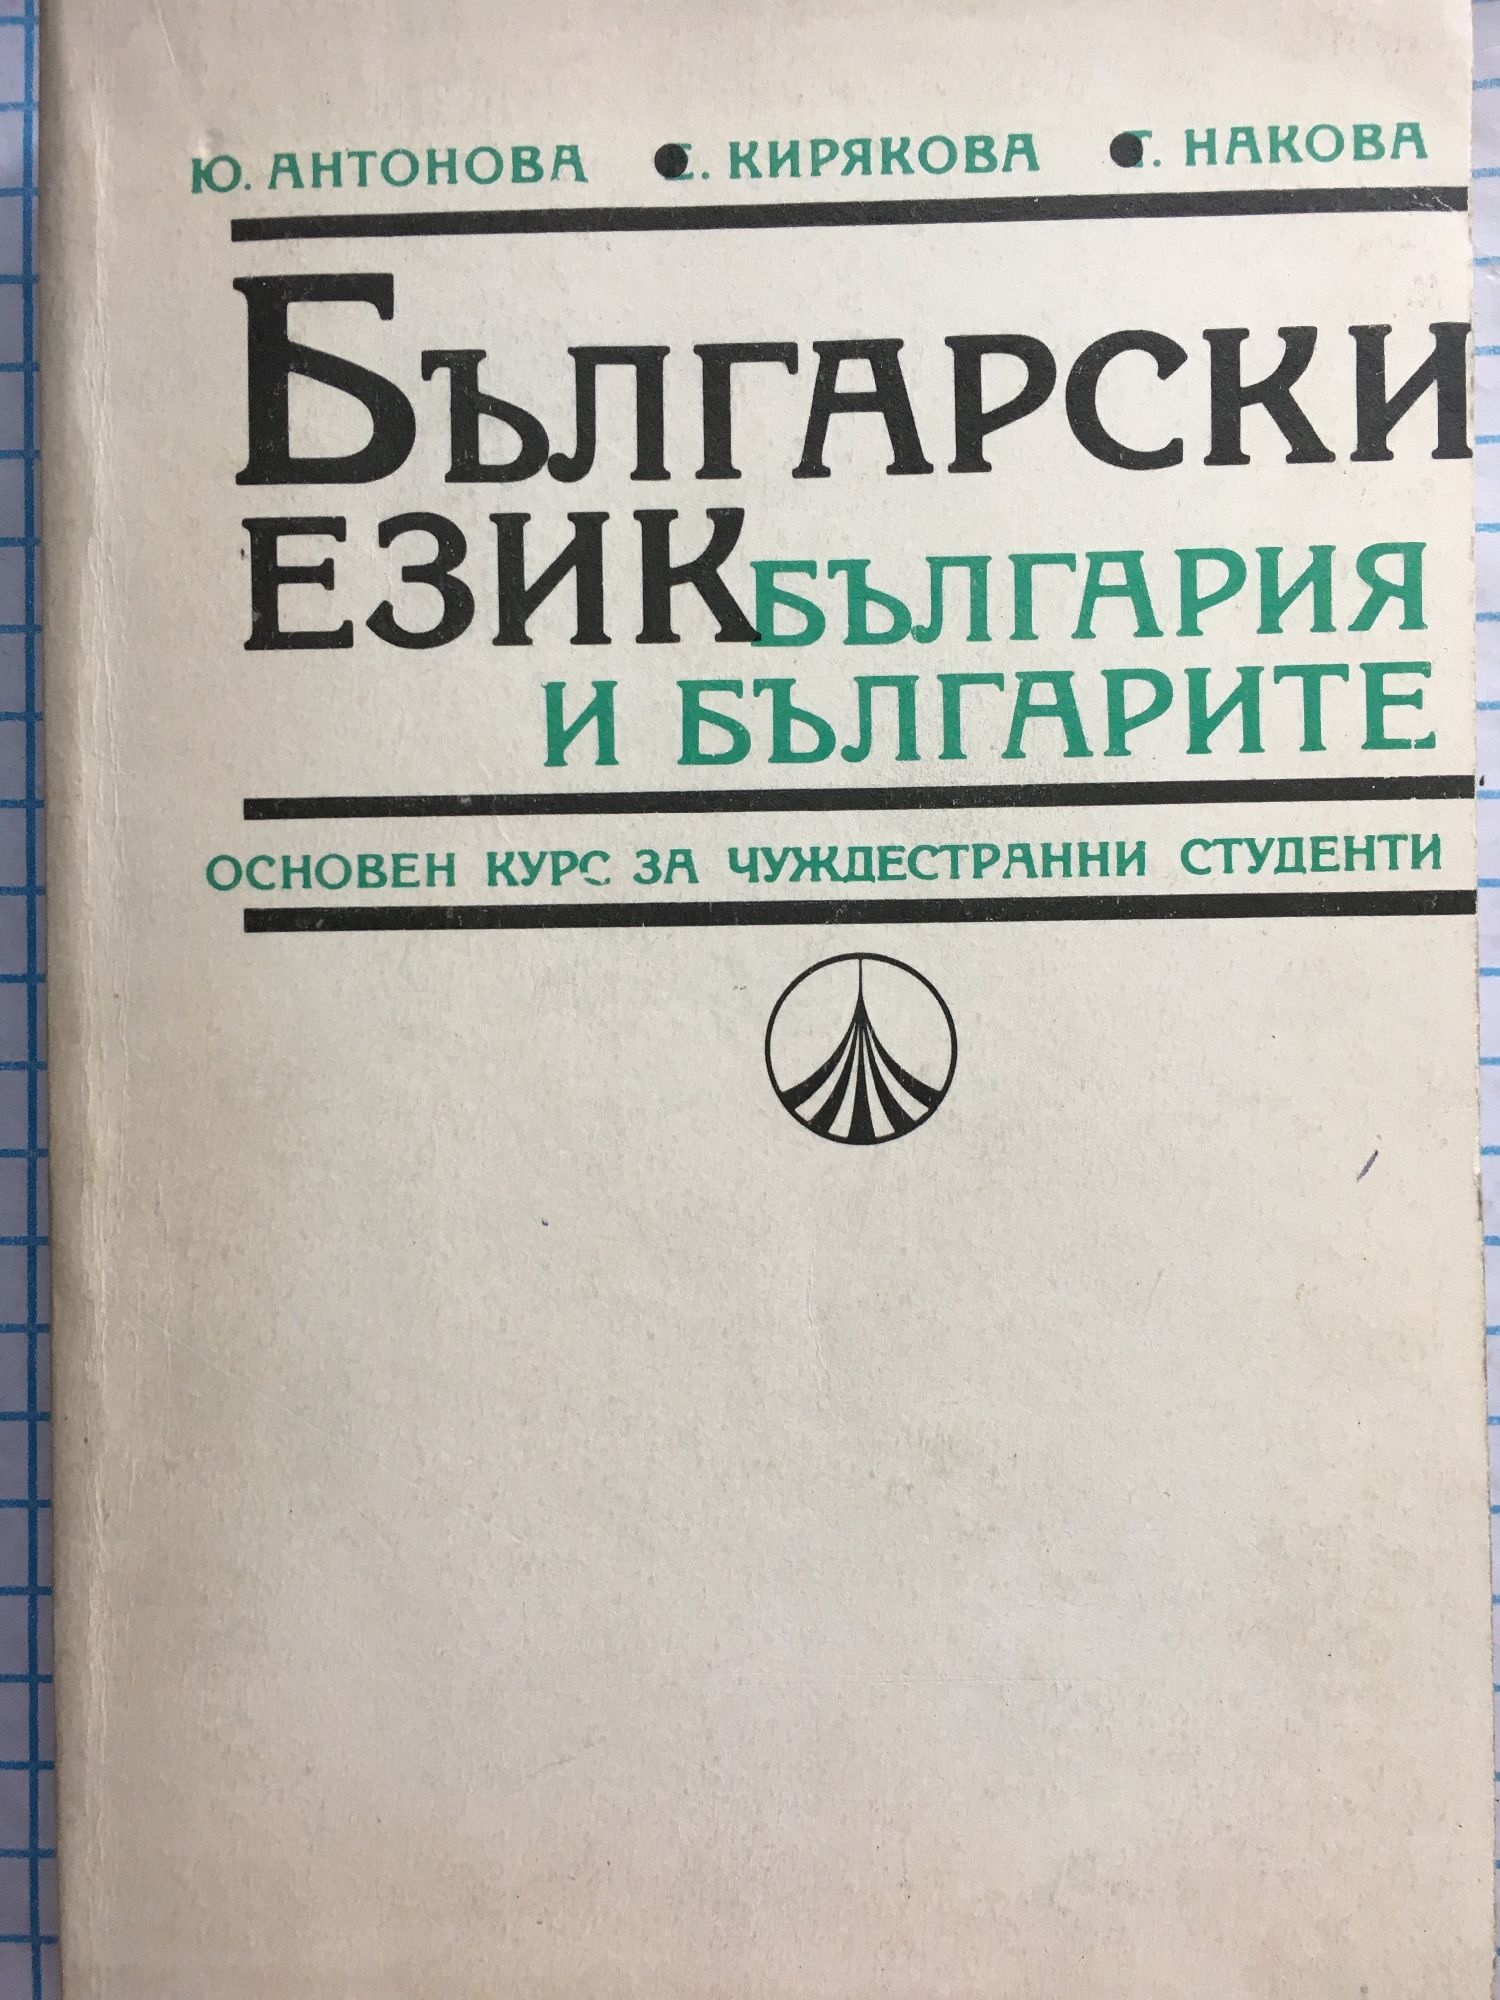 Ю. АНТОНОВА Е. КИРЯКОВА Г. НАКОВА
БЪЛГАРСКИ
ЕЗИК БЪЛГАРИЯ
И БЪЛГАРИТЕ
ОСНОВЕН КУРС ЗА ЧУЖДЕСТРАННИ СТУДЕНТИ